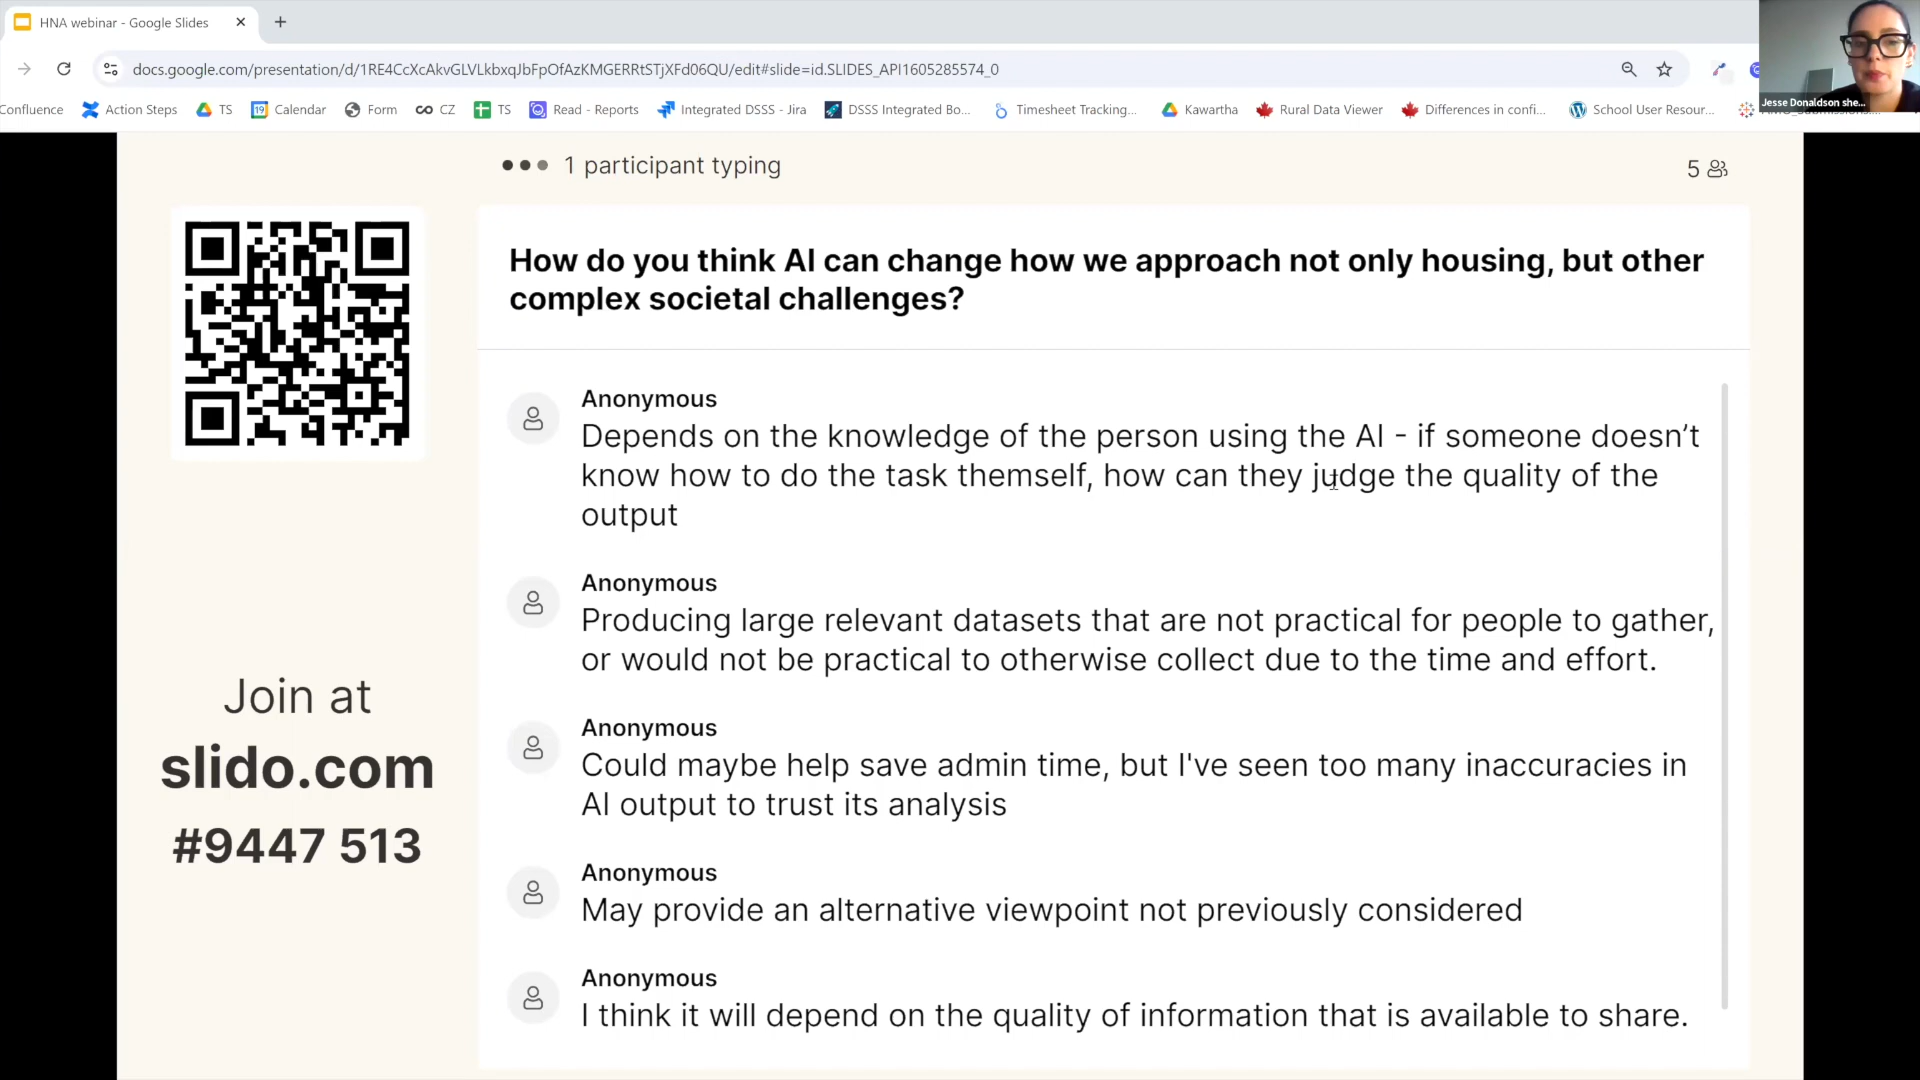 HNA webinar - Google Slides
docs.google.com/presentation/d/1RE4CcXcAkvGLVLkbxqJbFpOfAzKMGERRtSTjXFd06QU/edit#slide=id.SLIDES_API1605285574_0
Confluence Action Steps TS Calendar Form CZ TS Read - Reports Integrated DSSS - Jira DSSS Integrated Bo... Timesheet Tracking... Kawartha Rural Data Viewer Differences in confi... School User Resour...
Jesse Donaldson she...
1 participant typing
5
How do you think AI can change how we approach not only housing, but other
complex societal challenges?
Anonymous
Depends on the knowledge of the person using the AI - if someone doesn’t
know how to do the task themself, how can they judge the quality of the
output
Anonymous
Producing large relevant datasets that are not practical for people to gather,
or would not be practical to otherwise collect due to the time and effort.
Anonymous
Could maybe help save admin time, but I've seen too many inaccuracies in
AI output to trust its analysis
Anonymous
May provide an alternative viewpoint not previously considered
Anonymous
I think it will depend on the quality of information that is available to share.
Join at
slido.com
#9447 513